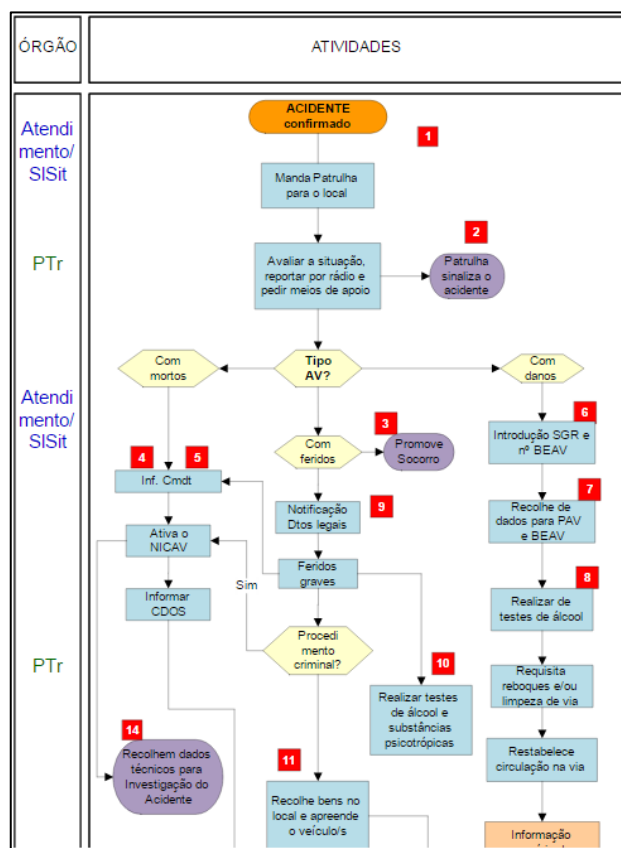 ÓRGÃO
ATIVIDADES
Atendi
mento/
SISit
ACIDENTE
confirmado
1
Manda Patrulha
para o local
PTr
Avaliar a situação,
reportar por rádio e
pedir meios de apoio
2
Patrulha
sinaliza o
acidente
Atendi
mento/
SISit
Com
mortos
Tipo
AV?
Com
danos
3
Com
feridos
Promove
Socorro
6
Introdução SGR e
nº BEAV
4
5
Inf. Cmdt
7
Recolhe de
dados para PAV
e BEAV
9
Notificação
Dtos legais
Ativa o
NICAV
Feridos
graves
8
Realizar de
testes de
álcool
Sim
Informar
CDOS
PTr
Procedi
mento
criminal?
10
Realizar testes
de álcool e
substâncias
psicotrópicas
Requisita
reboques e/ou
limpeza de via
14
Recolhem dados
técnicos para
Investigação do
Acidente
11
Recolhe bens no
local e apreende
o veículo/s
Restabelece
circulação na via
Informação